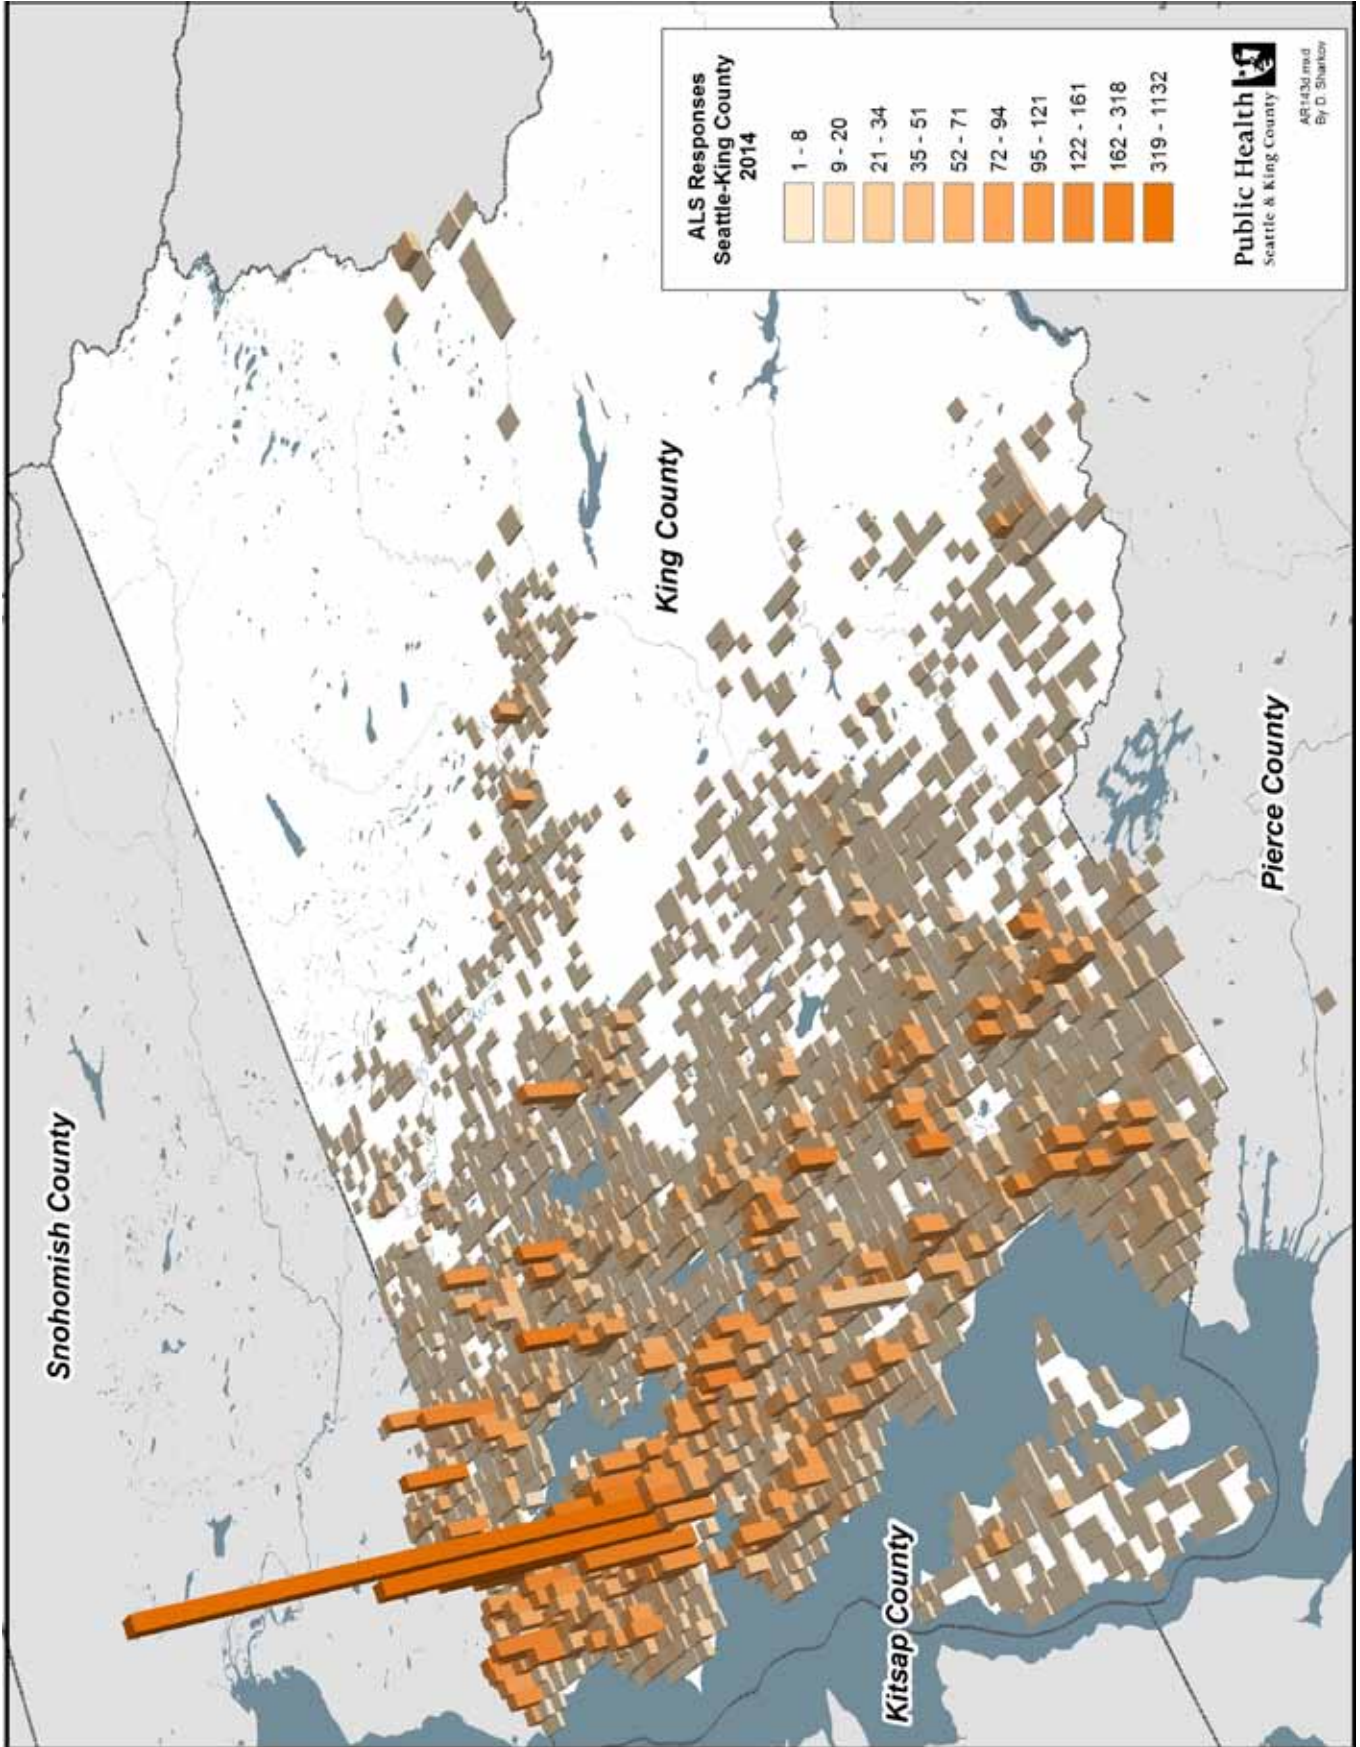 Snohomish County
King County
Pierce County
Kitsap County
ALS Responses
Seattle-King County
2014
1 - 8
9 - 20
21 - 34
35 - 51
52 - 71
72 - 94
95 - 121
122 - 161
162 - 318
319 - 1132
Public Health
Seattle & King County
AR143d.mxd
By D. Sharkov